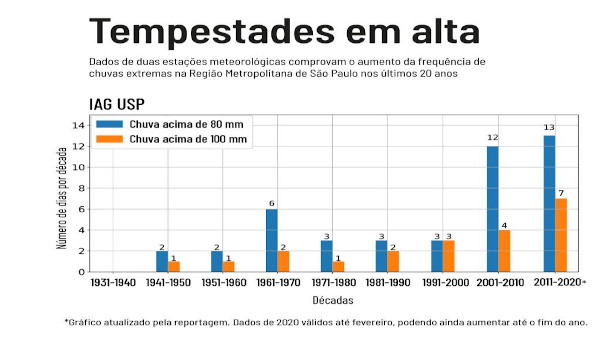 Tempestades em alta
Dados de duas estações meteorológicas comprovam o aumento da frequência de
chuvas extremas na Região Metropolitana de São Paulo nos últimos 20 anos
IAG USP
Chuva acima de 80 mm
Chuva acima de 100 mm
Número de dias por década
14
12
10
8
6
4
2
0
2 1 2 1 6 2 3 1 3 2 3 3 12 4 13 7
1931-1940 1941-1950 1951-1960 1961-1970 1971-1980 1981-1990 1991-2000 2001-2010 2011-2020*
Décadas
*Gráfico atualizado pela reportagem. Dados de 2020 válidos até fevereiro, podendo ainda aumentar até o fim do ano.